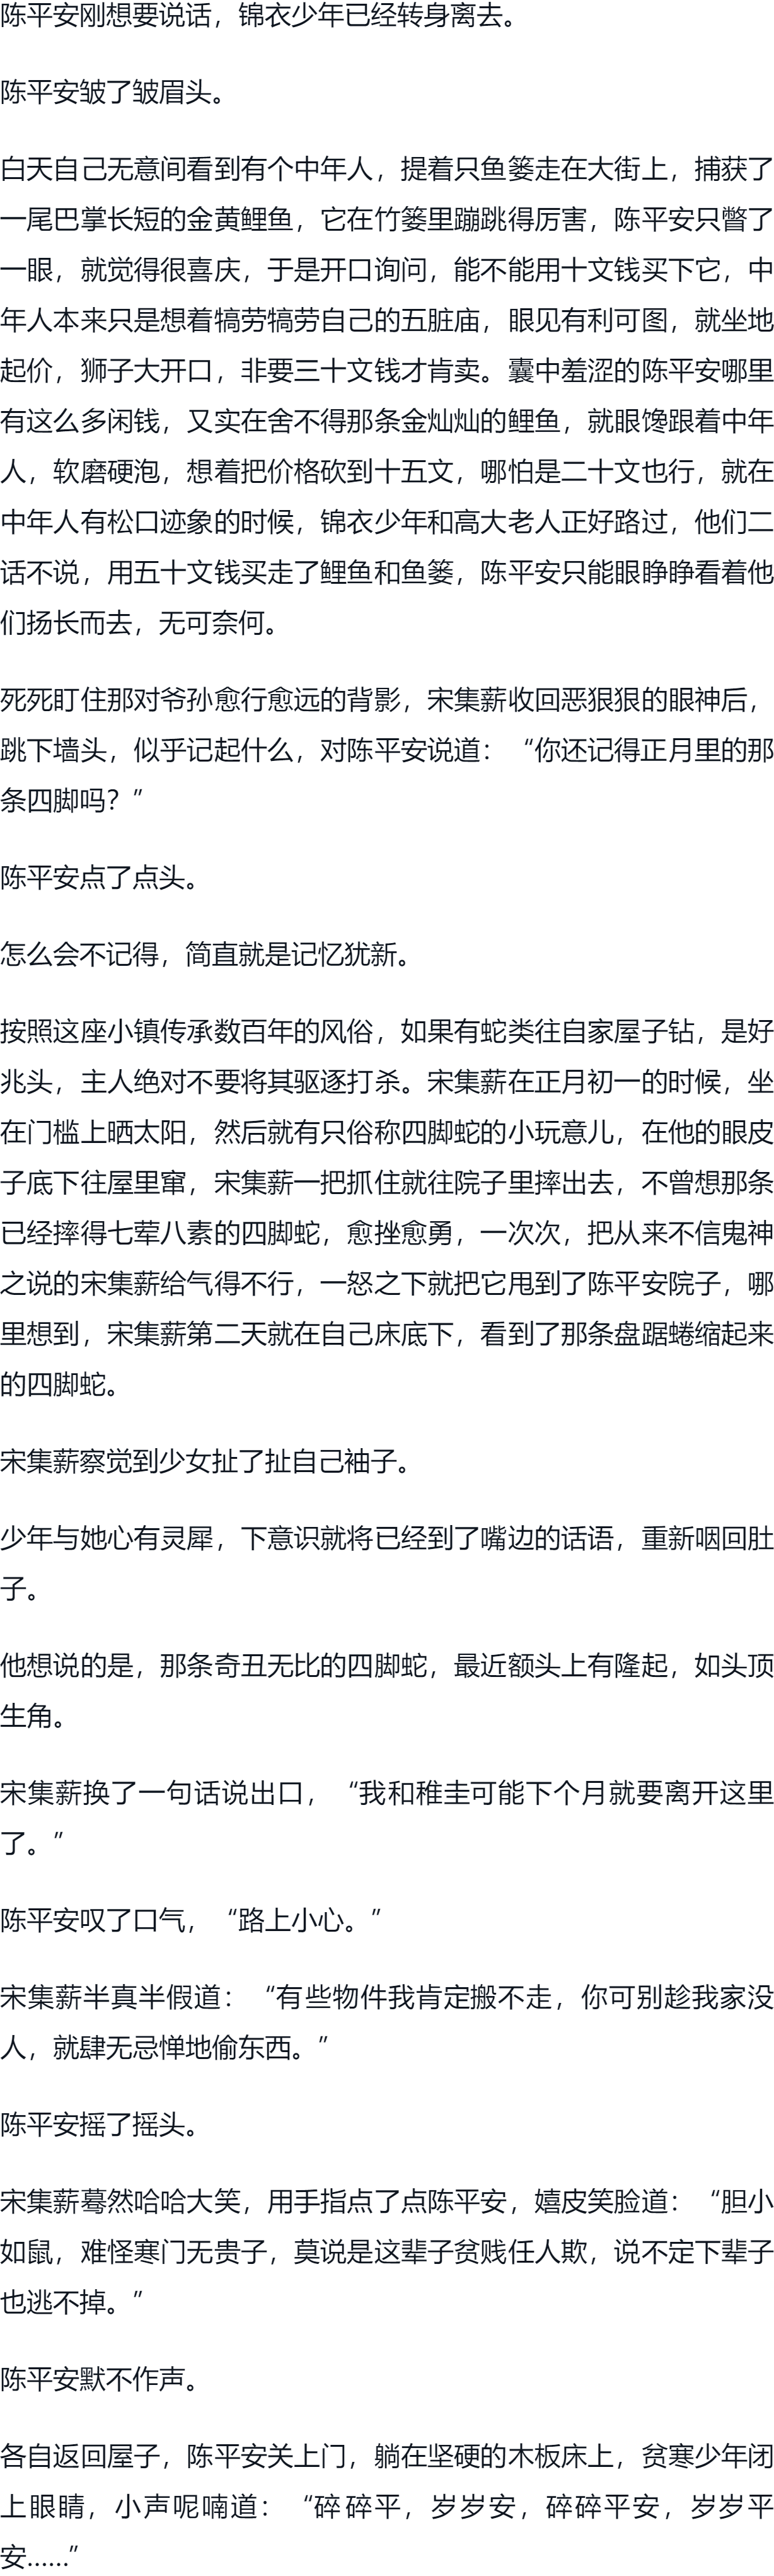 陈平安刚想要说话，锦衣少年已经转身离去。
陈平安皱了皱眉头。
白天自己无意间看到有个中年人，提着只鱼篓走在大街上，捕获了
一尾巴掌长短的金黄鲤鱼，它在竹篓里蹦跳得厉害，陈平安只瞥了
一眼，就觉得很喜庆，于是开口询问，能不能用十文钱买下它，中
年人本来只是想着犒劳犒劳自己的五脏庙，眼见有利可图，就坐地
起价，狮子大开口，非要三十文钱才肯卖。囊中羞涩的陈平安哪里
有这么多闲钱，又实在舍不得那条金灿灿的鲤鱼，就眼馋跟着中年
人，软磨硬泡，想着把价格砍到十五文，哪怕是二十文也行，就在
中年人有松口迹象的时候，锦衣少年和高大老人正好路过，他们二
话不说，用五十文钱买走了鲤鱼和鱼篓，陈平安只能眼睁睁看着他
们扬长而去，无可奈何。
死死盯住那对爷孙愈行愈远的背影，宋集薪收回恶狠狠的眼神后，
跳下墙头，似乎记起什么，对陈平安说道：“你还记得正月里的那
条四脚吗？”
陈平安点了点头。
怎么会不记得，简直就是记忆犹新。
按照这座小镇传承数百年的风俗，如果有蛇类往自家屋子钻，是好
兆头，主人绝对不要将其驱逐打杀。宋集薪在正月初一的时候，坐
在门槛上晒太阳，然后就有只俗称四脚蛇的小玩意儿，在他的眼皮
子底下往屋里窜，宋集薪一把抓住就往院子里摔出去，不曾想那条
已经摔得七荤八素的四脚蛇，愈挫愈勇，一次次，把从来不信鬼神
之说的宋集薪给气得不行，一怒之下就把它甩到了陈平安院子，哪
里想到，宋集薪第二天就在自己床底下，看到了那条盘踞蜷缩起来
的四脚蛇。
宋集薪察觉到少女扯了扯自己袖子。
少年与她心有灵犀，下意识就将已经到了嘴边的话语，重新咽回肚
子。
他想说的是，那条奇丑无比的四脚蛇，最近额头上有隆起，如头顶
生角。
宋集薪换了一句话说出口，“我和稚圭可能下个月就要离开这里
了。”
陈平安叹了口气，“路上小心。”
宋集薪半真半假道：“有些物件我肯定搬不走，你可别趁我家没
人，就肆无忌惮地偷东西。”
陈平安摇了摇头。
宋集薪蓦然哈哈大笑，用手指点了点陈平安，嬉皮笑脸道：“胆小
如鼠，难怪寒门无贵子，莫说是这辈子贫贱任人欺，说不定下辈子
也逃不掉。”
陈平安默不作声。
各自返回屋子，陈平安关上门，躺在坚硬的木板床上，贫寒少年闭
上眼睛，小声呢喃道：“碎碎平，岁岁安，碎碎平安，岁岁平
安……”